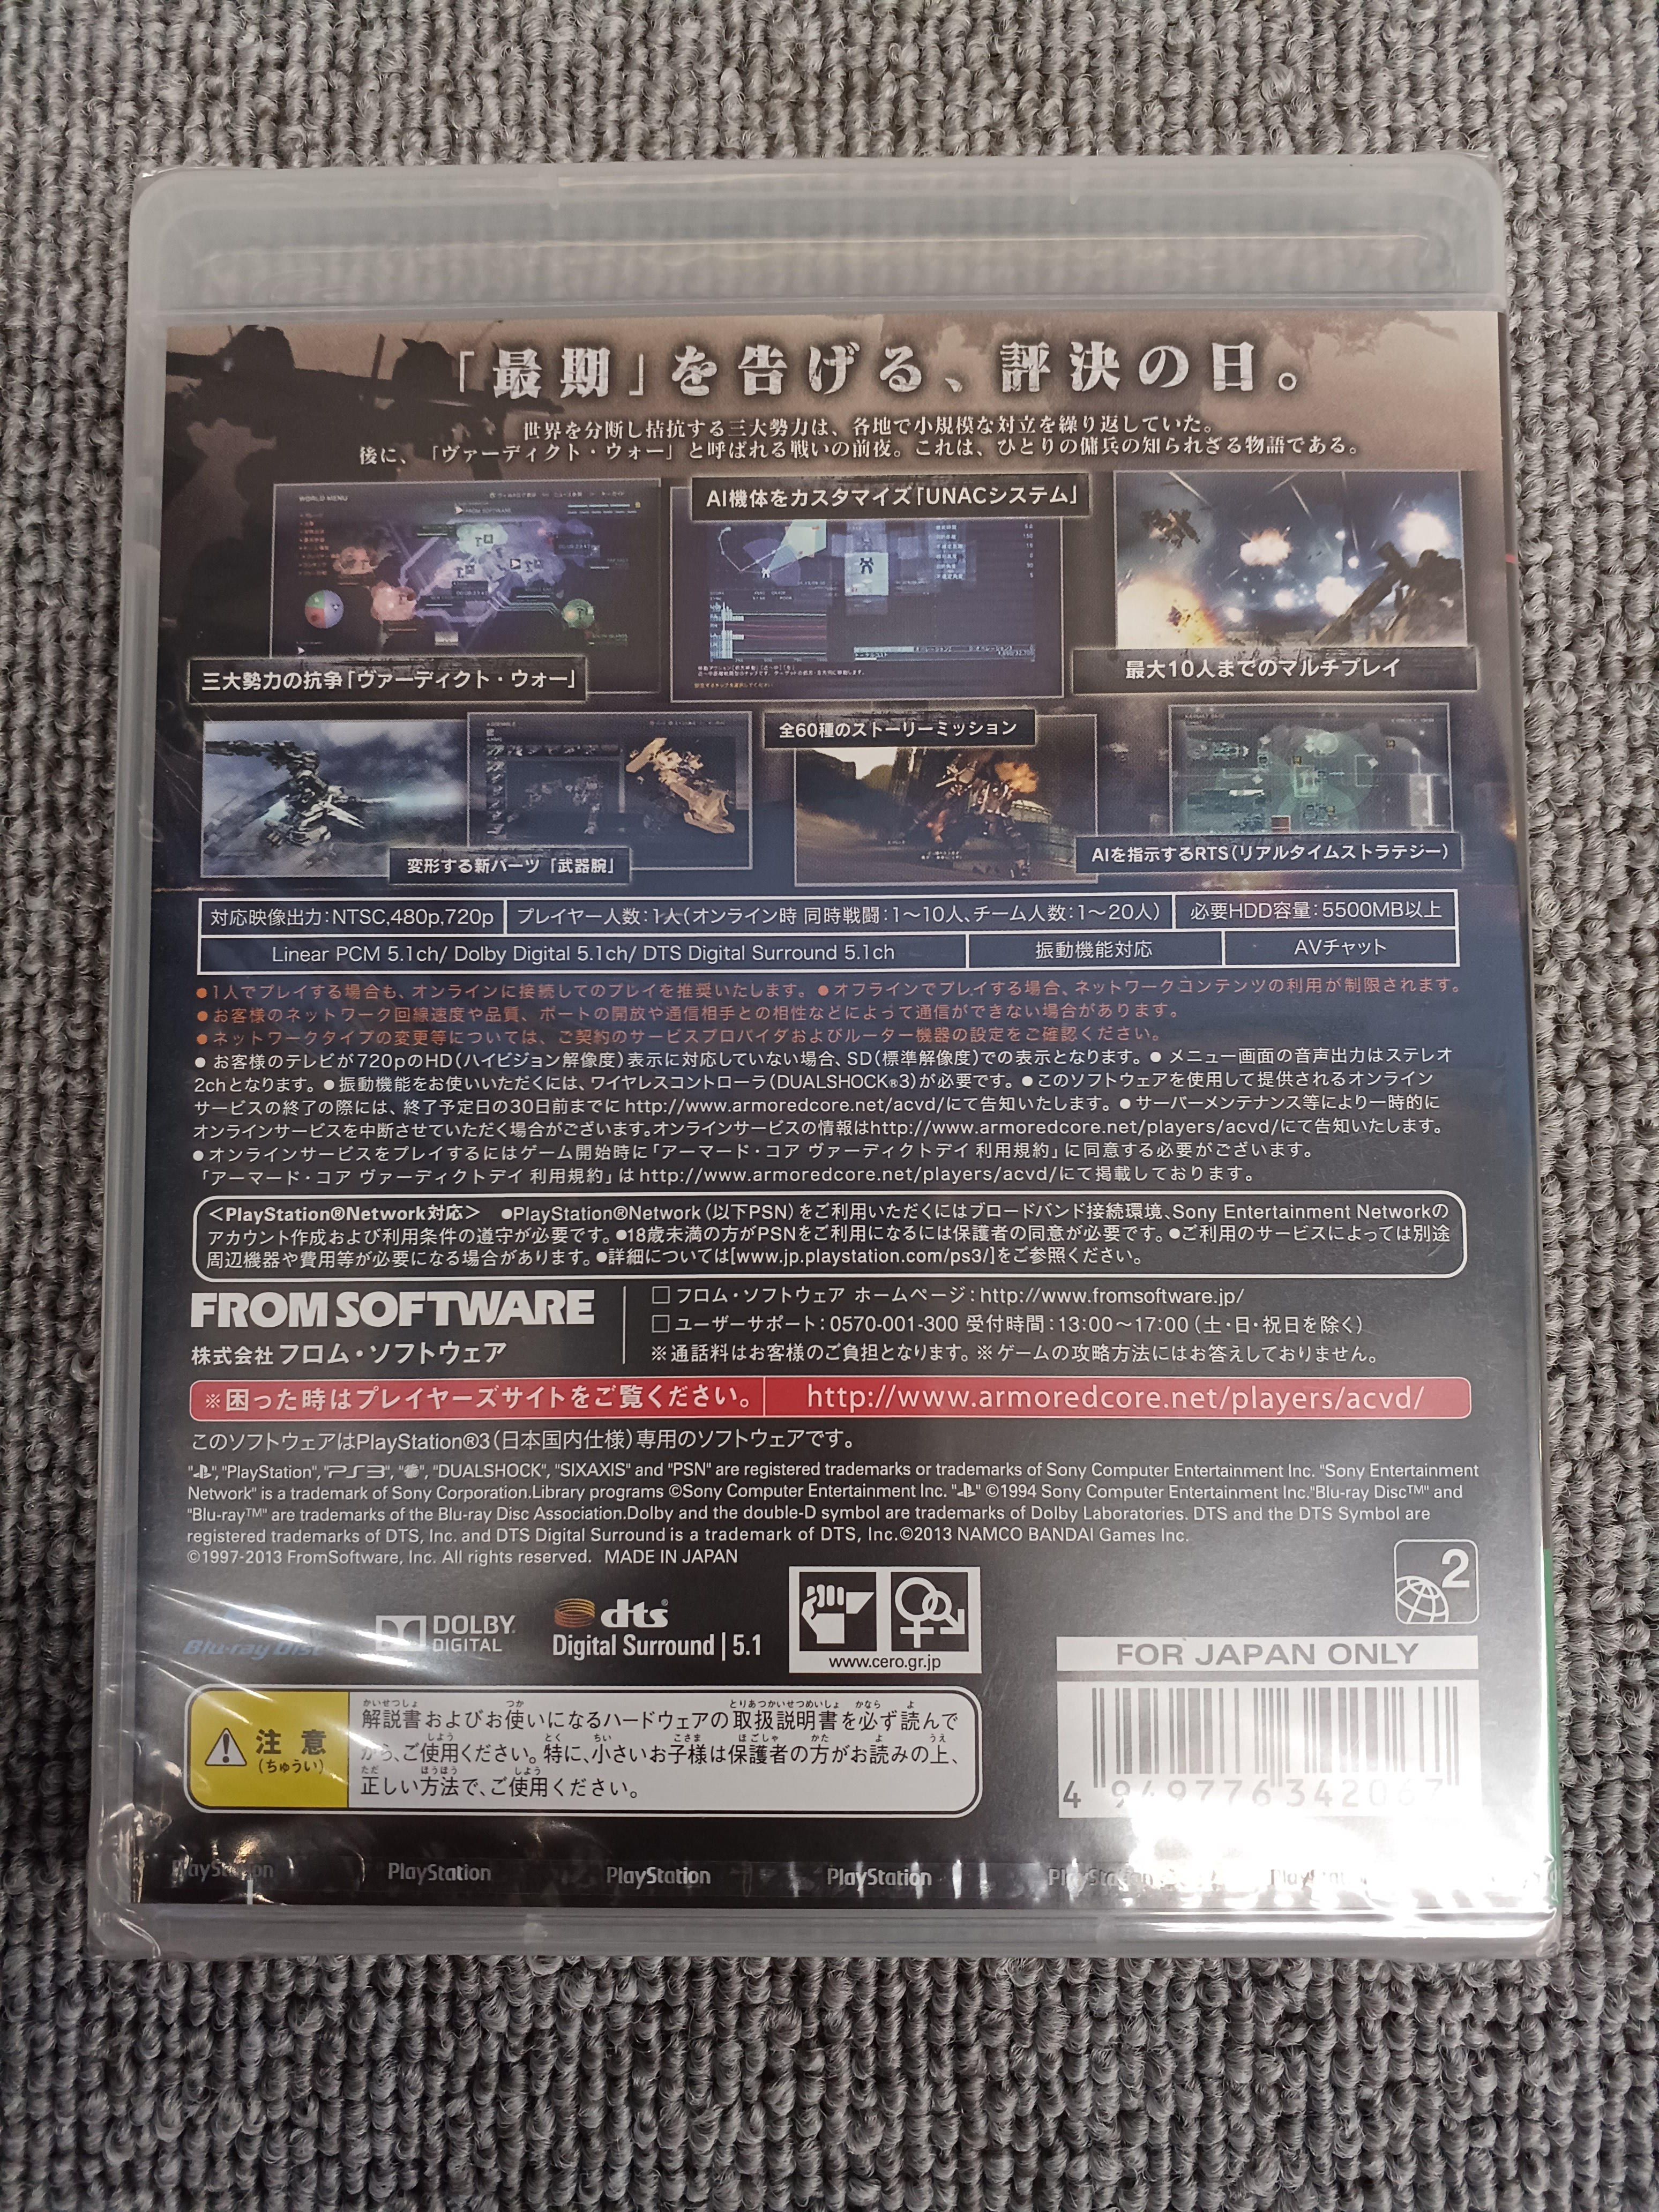 「最期」を告げる、評決の日。
世界を分断し拮抗する三大勢力は、各地で小規模な対立を繰り返していた。
後に、「ヴァーディクト・ウォー」と呼ばれる戦いの前夜。これは、ひとりの傭兵の知られざる物語である。
WORLD MENU
AI機体をカスタマイズ「UNACシステム」
三大勢力の抗争「ヴァーディクト・ウォー」
最大10人までのマルチプレイ
全60種のストーリーミッション
変形する新パーツ「武器腕」
AIを指示するRTS(リアルタイムストラテジー)
対応映像出力:NTSC,480p,720p
プレイヤー人数:1人(オンライン時 同時戦闘:1〜10人、チーム人数:1〜20人)
必要HDD容量:5500MB以上
Linear PCM 5.1ch/ Dolby Digital 5.1ch/ DTS Digital Surround 5.1ch
振動機能対応
AVチャット
●1人でプレイする場合も、オンラインに接続してのプレイを推奨いたします。●オフラインでプレイする場合、ネットワークコンテンツの利用が制限されます。
●お客様のネットワーク回線速度や品質、ポートの開放や通信相手との相性などによって通信ができない場合があります。
●ネットワークタイプの変更等については、ご契約のサービスプロバイダおよびルーター機器の設定をご確認ください。
● お客様のテレビが720pのHD(ハイビジョン解像度)表示に対応していない場合、SD(標準解像度)での表示となります。● メニュー画面の音声出力はステレオ
2chとなります。●振動機能をお使いいただくには、ワイヤレスコントローラ(DUALSHOCK®3)が必要です。●このソフトウェアを使用して提供されるオンライン
サービスの終了の際には、終了予定日の30日前までにhttp://www.armoredcore.net/acvd/にて告知いたします。●サーバーメンテナンス等により一時的に
オンラインサービスを中断させていただく場合がございます。オンラインサービスの情報はhttp://www.armoredcore.net/players/acvd/にて告知いたします。
●オンラインサービスをプレイするにはゲーム開始時に「アーマード・コア ヴァーディクトデイ 利用規約」に同意する必要がございます。
「アーマード・コア ヴァーディクトデイ 利用規約」はhttp://www.armoredcore.net/players/acvd/にて掲載しております。
＜PlayStation®Network対応＞ ●PlayStation®Network(以下PSN)をご利用いただくにはブロードバンド接続環境、Sony Entertainment Networkの
アカウント作成および利用条件の遵守が必要です。●18歳未満の方がPSNをご利用になるには保護者の同意が必要です。●ご利用のサービスによっては別途
周辺機器や費用等が必要になる場合があります。●詳細については[www.jp.playstation.com/ps3/]をご参照ください。
FROM SOFTWARE
株式会社フロム・ソフトウェア
□ フロム・ソフトウェア ホームページ:http://www.fromsoftware.jp/
□ ユーザーサポート:0570-001-300 受付時間:13:00〜17:00(土・日・祝日を除く)
※通話料はお客様のご負担となります。※ゲームの攻略方法にはお答えしておりません。
※困った時はプレイヤーズサイトをご覧ください。 http://www.armoredcore.net/players/acvd/
このソフトウェアはPlayStation®3(日本国内仕様)専用のソフトウェアです。
"", "PlayStation", "PS3", "", "DUALSHOCK", "SIXAXIS" and "PSN" are registered trademarks or trademarks of Sony Computer Entertainment Inc. "Sony Entertainment
Network" is a trademark of Sony Corporation.Library programs ©Sony Computer Entertainment Inc. "" ©1994 Sony Computer Entertainment Inc."Blu-ray Disc™" and
"Blu-ray™" are trademarks of the Blu-ray Disc Association.Dolby and the double-D symbol are trademarks of Dolby Laboratories. DTS and the DTS Symbol are
registered trademarks of DTS, Inc. and DTS Digital Surround is a trademark of DTS, Inc.©2013 NAMCO BANDAI Games Inc.
©1997-2013 FromSoftware, Inc. All rights reserved. MADE IN JAPAN
2
Blu-ray Disc
DOLBY DIGITAL
dts Digital Surround | 5.1
www.cero.gr.jp
FOR JAPAN ONLY
注意
(ちゅうい)
解説書およびお使いになるハードウェアの取扱説明書を必ず読んで
から、ご使用ください。特に、小さいお子様は保護者の方がお読みの上、
正しい方法で、ご使用ください。
4 949776 342067
PlayStation PlayStation PlayStation PlayStation